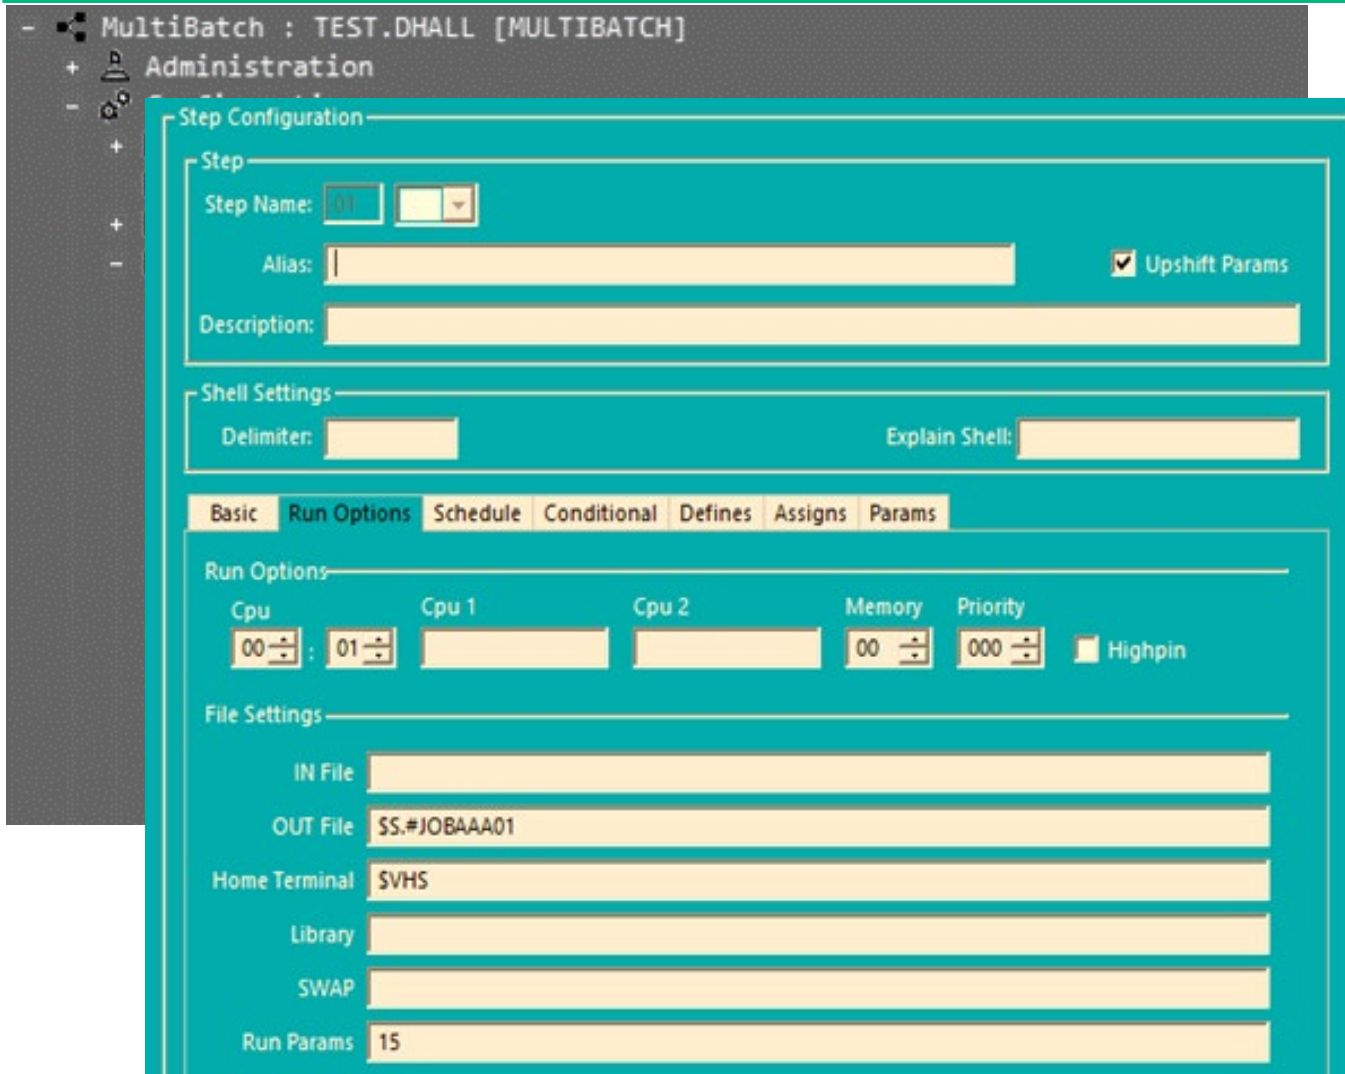 MultiBatch : TEST.DHALL [MULTIBATCH]
Administration
Step Configuration
Step
Step Name: 01
Alias:
Upshift Params
Description:
Shell Settings
Delimiter:
Explain Shell:
Basic Run Options Schedule Conditional Defines Assigns Params
Run Options
Cpu Cpu 1 Cpu 2 Memory Priority
00 : 01 00 000 Highpin
File Settings
IN File
OUT File $S.#JOBAAA01
Home Terminal $VHS
Library
SWAP
Run Params 15